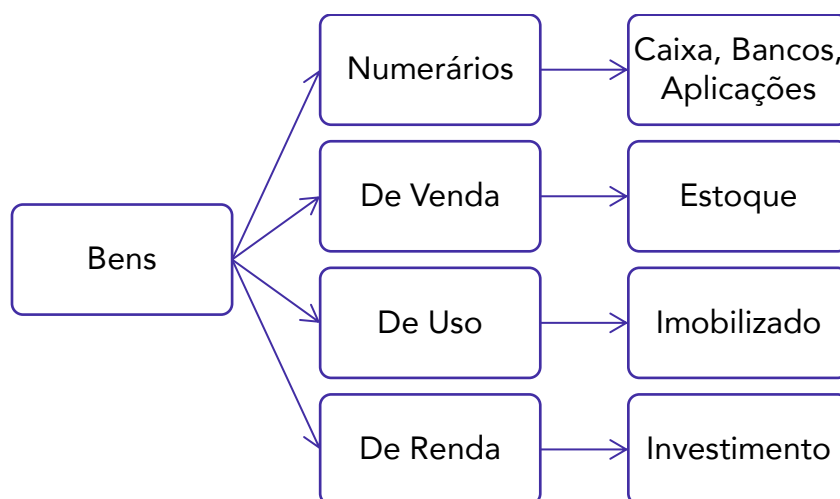 Numerários
Caixa, Bancos,
Aplicações
De Venda
Estoque
Bens
De Uso
Imobilizado
De Renda
Investimento